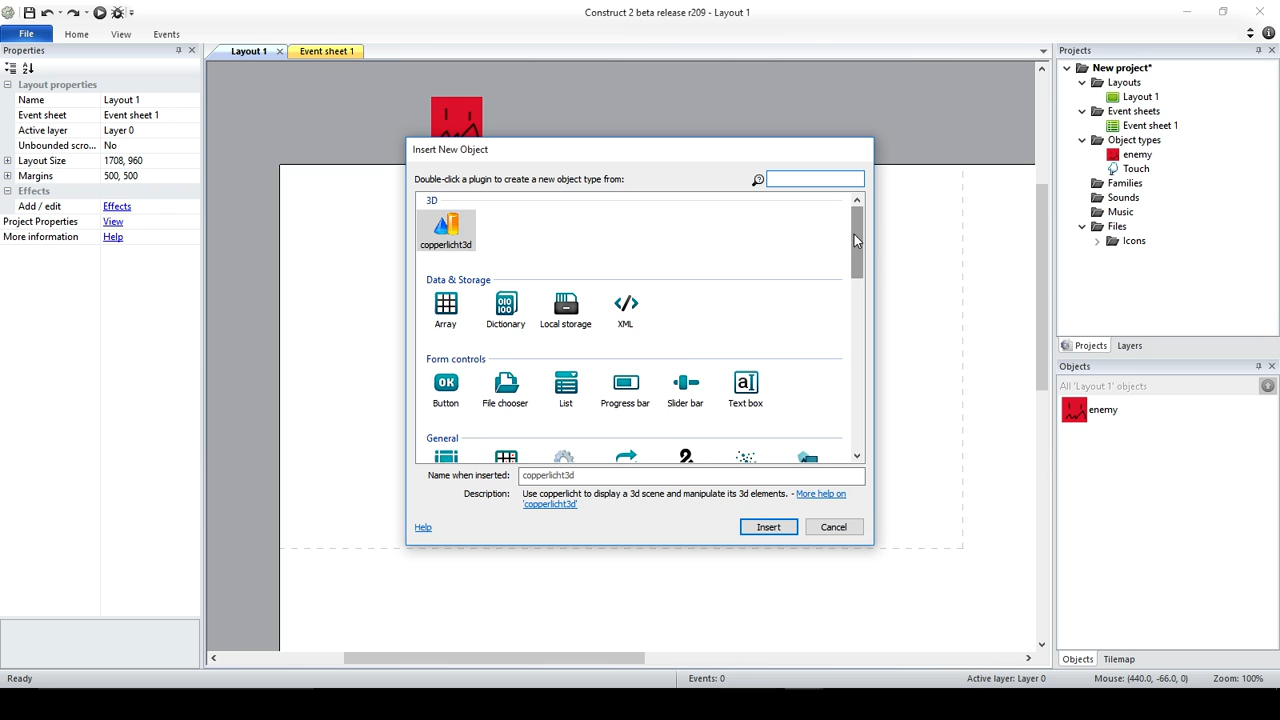 Construct 2 beta release r209 - Layout 1
File
Home
View
Events
Properties
Layout 1
Event sheet 1
Projects
Layout properties
Name Layout 1
Event sheet Event sheet 1
Active layer Layer 0
Unbounded scro... No
Layout Size 1708, 960
Margins 500, 500
Effects
Add / edit Effects
Project Properties View
More information Help
Insert New Object
Double-click a plugin to create a new object type from:
3D
copperlicht3d
Data & Storage
Array Dictionary Local storage XML
Form controls
Button File chooser List Progress bar Slider bar Text box
General
Name when inserted: copperlicht3d
Description: Use copperlicht to display a 3d scene and manipulate its 3d elements. - More help on
'copperlicht3d'
Help
Insert
Cancel
New project*
Layouts
Layout 1
Event sheets
Event sheet 1
Object types
enemy
Touch
Families
Sounds
Music
Files
Icons
Projects Layers
Objects
All 'Layout 1' objects
enemy
Objects Tilemap
Ready
Events: 0
Active layer: Layer 0
Mouse: (440.0, -66.0, 0)
Zoom: 100%